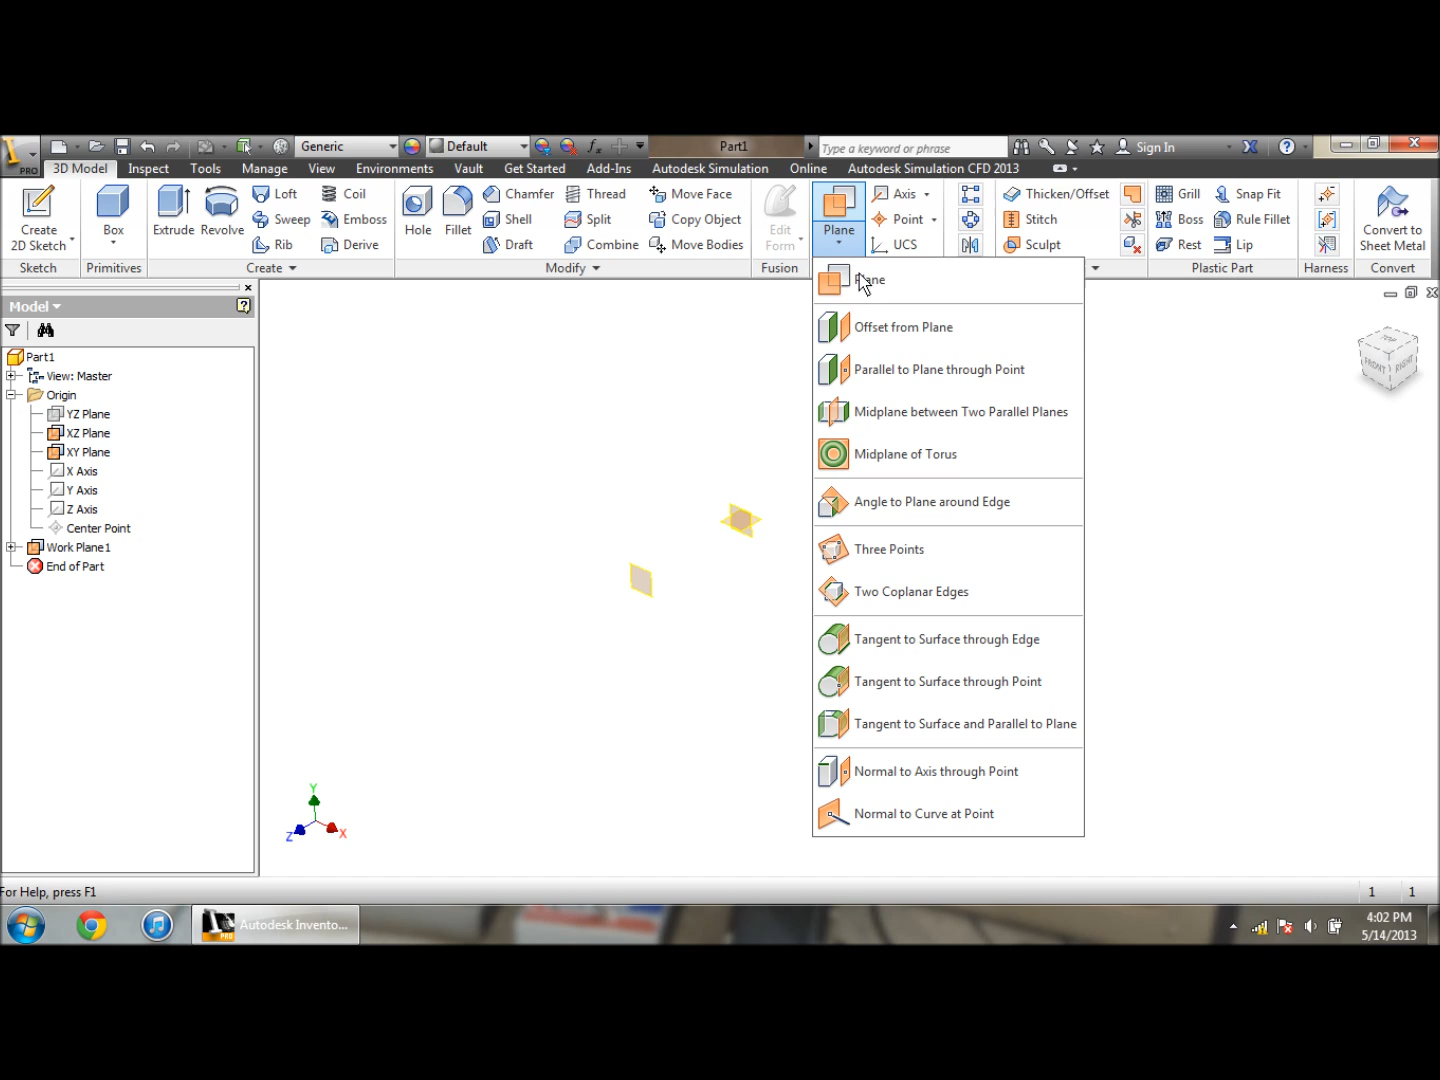 Generic
Default
Part1
Type a keyword or phrase
Sign In
PRO
3D Model
Inspect
Tools
Manage
View
Environments
Vault
Get Started
Add-Ins
Autodesk Simulation
Online
Autodesk Simulation CFD 2013
Create
2D Sketch
Box
Extrude
Revolve
Loft
Sweep
Rib
Coil
Emboss
Derive
Hole
Fillet
Chamfer
Shell
Draft
Thread
Split
Combine
Move Face
Copy Object
Move Bodies
Edit
Form
Plane
Axis
Point
UCS
Thicken/Offset
Stitch
Sculpt
Grill
Boss
Rest
Snap Fit
Rule Fillet
Lip
Convert to
Sheet Metal
Sketch
Primitives
Create
Modify
Fusion
Plastic Part
Harness
Convert
Model
Part1
View: Master
Origin
YZ Plane
XZ Plane
XY Plane
X Axis
Y Axis
Z Axis
Center Point
Work Plane1
End of Part
Plane
Offset from Plane
Parallel to Plane through Point
Midplane between Two Parallel Planes
Midplane of Torus
Angle to Plane around Edge
Three Points
Two Coplanar Edges
Tangent to Surface through Edge
Tangent to Surface through Point
Tangent to Surface and Parallel to Plane
Normal to Axis through Point
Normal to Curve at Point
TOP
FRONT
RIGHT
Y
Z
X
For Help, press F1
1
1
PRO
Autodesk Invento...
4:02 PM
5/14/2013